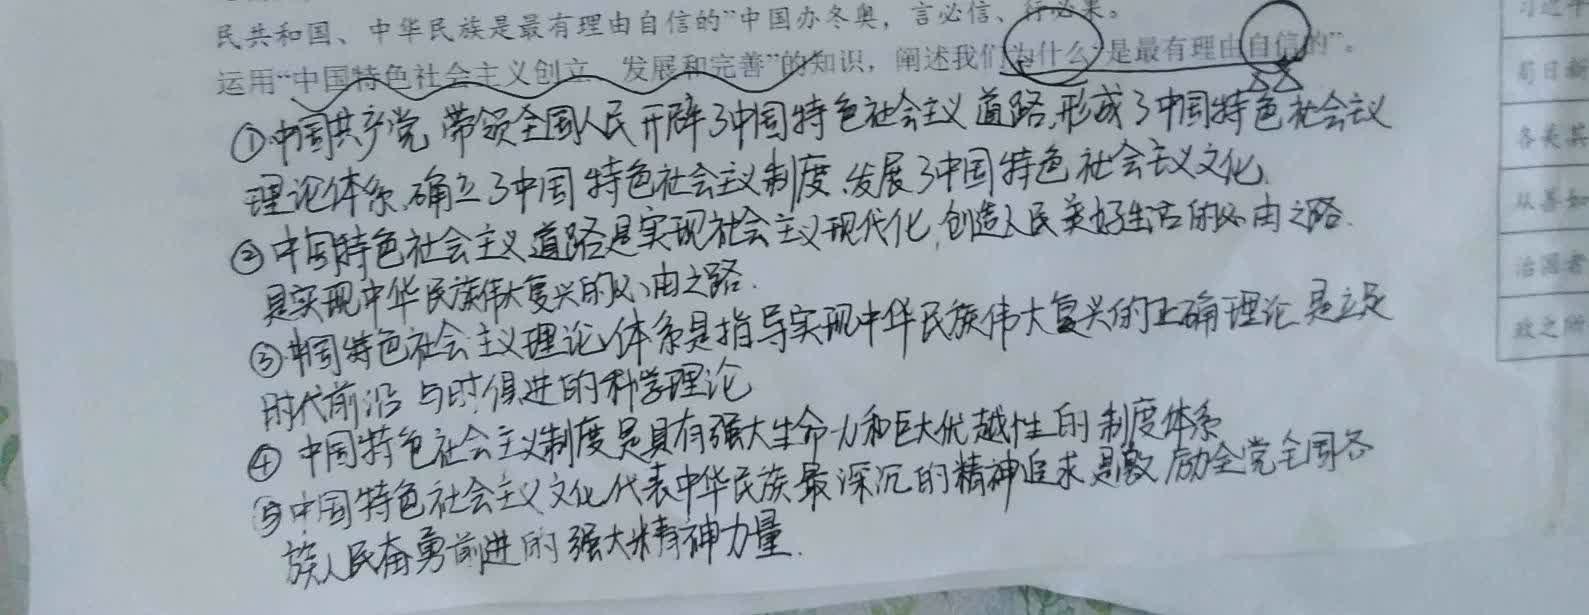 民共和国、中华民族是最有理由自信的”中国办冬奥，言必信、行必果。
运用“中国特色社会主义创立、发展和完善”的知识，阐述我们“为什么”是最有理由自信的”。
①中国共产党带领全国人民开辟了中国特色社会主义道路,形成了中国特色社会主义
理论体系,确立了中国特色社会主义制度,发展了中国特色社会主义文化.
②中国特色社会主义道路是实现社会主义现代化,创造人民美好生活的必由之路.
是实现中华民族伟大复兴的必由之路.
③中国特色社会主义理论体系是指导实现中华民族伟大复兴的正确理论是立足
时代前沿与时俱进的科学理论
④中国特色社会主义制度是具有强大生命力和巨大优越性的制度体系
⑤中国特色社会主义文化代表中华民族最深沉的精神追求是激励全党全国各
族人民奋勇前进的强大精神力量.
习近平
苟日新
各美其
从善如
治国者
政之所